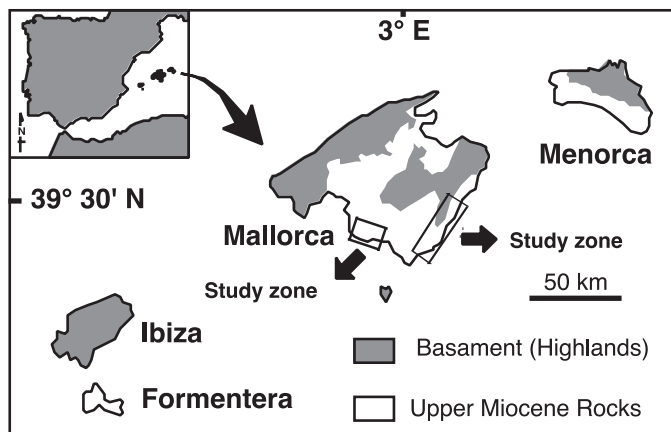 3° E
N
Menorca
39° 30' N
Mallorca
Study zone
Study zone
50 km
Ibiza
Basament (Highlands)
Formentera
Upper Miocene Rocks